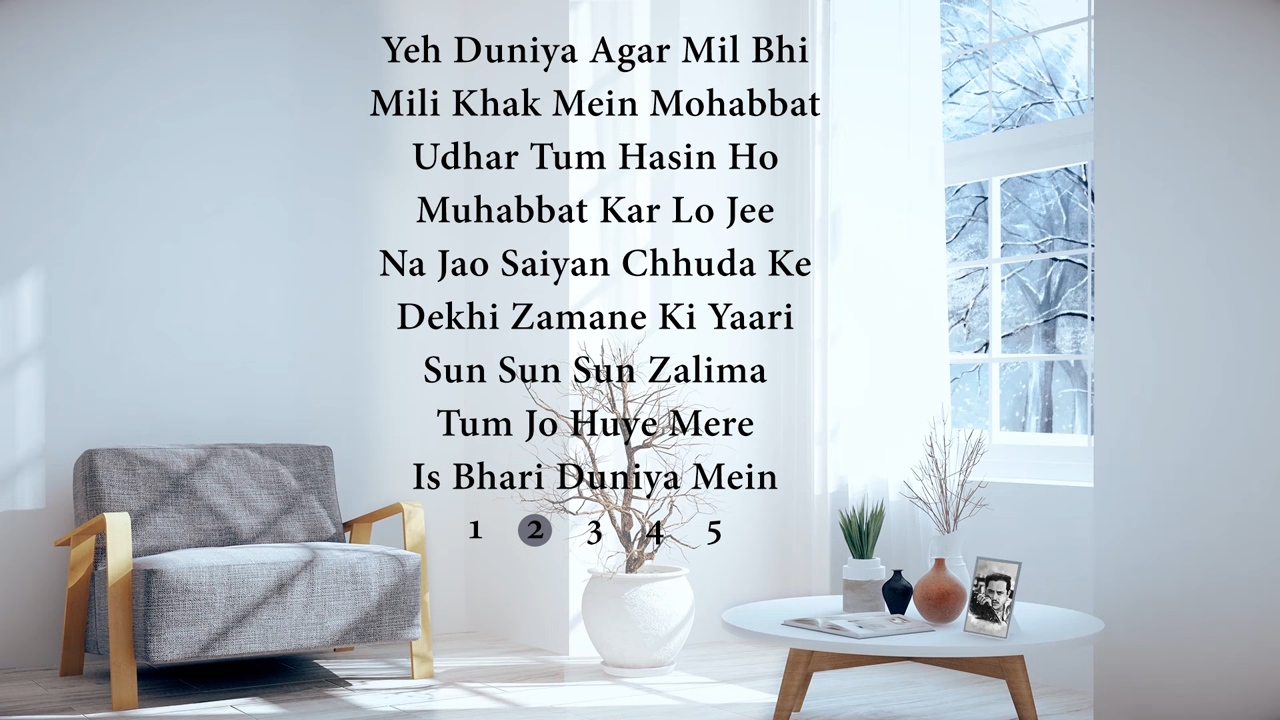 Yeh Duniya Agar Mil Bhi
Mili Khak Mein Mohabbat
Udhar Tum Hasin Ho
Muhabbat Kar Lo Jee
Na Jao Saiyan Chhuda Ke
Dekhi Zamane Ki Yaari
Sun Sun Sun Zalima
Tum Jo Huye Mere
Is Bhari Duniya Mein
1 2 3 4 5